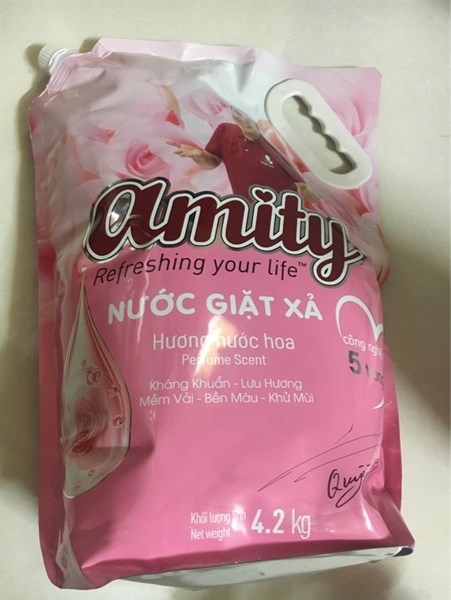 amity
Refreshing your life™
NƯỚC GIẶT XẢ
Hương nước hoa
Perfume Scent
Kháng Khuẩn - Lưu Hương
Mềm Vải - Bền Màu - Khử Mùi
công nghệ
5
Khối lượng
Net weight
4.2 kg